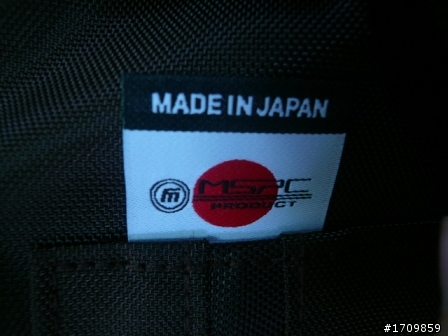 MADE IN JAPAN
m MSPC
PRODUCT
#1709859